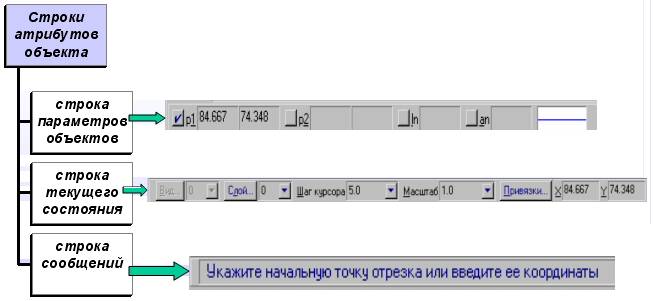 Строки
атрибутов
объекта
строка
параметров
объектов
p1 84.667 74.348 p2 ln an
строка
текущего
состояния
Вид... 0 Слой... 0 Шаг курсора 5.0 Масштаб 1.0 Привязки... X 84.667 Y 74.348
строка
сообщений
Укажите начальную точку отрезка или введите ее координаты